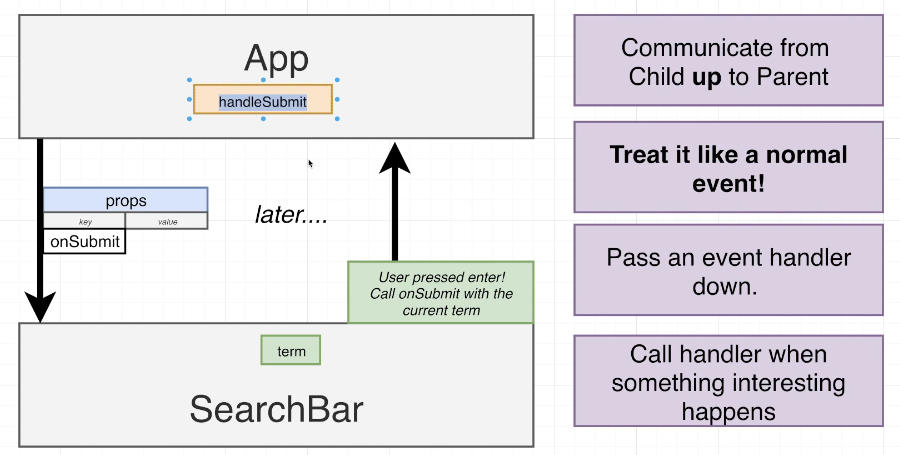 App
handleSubmit
props
key value
onSubmit
later....
User pressed enter!
Call onSubmit with the
current term
term
SearchBar
Communicate from
Child up to Parent
Treat it like a normal
event!
Pass an event handler
down.
Call handler when
something interesting
happens